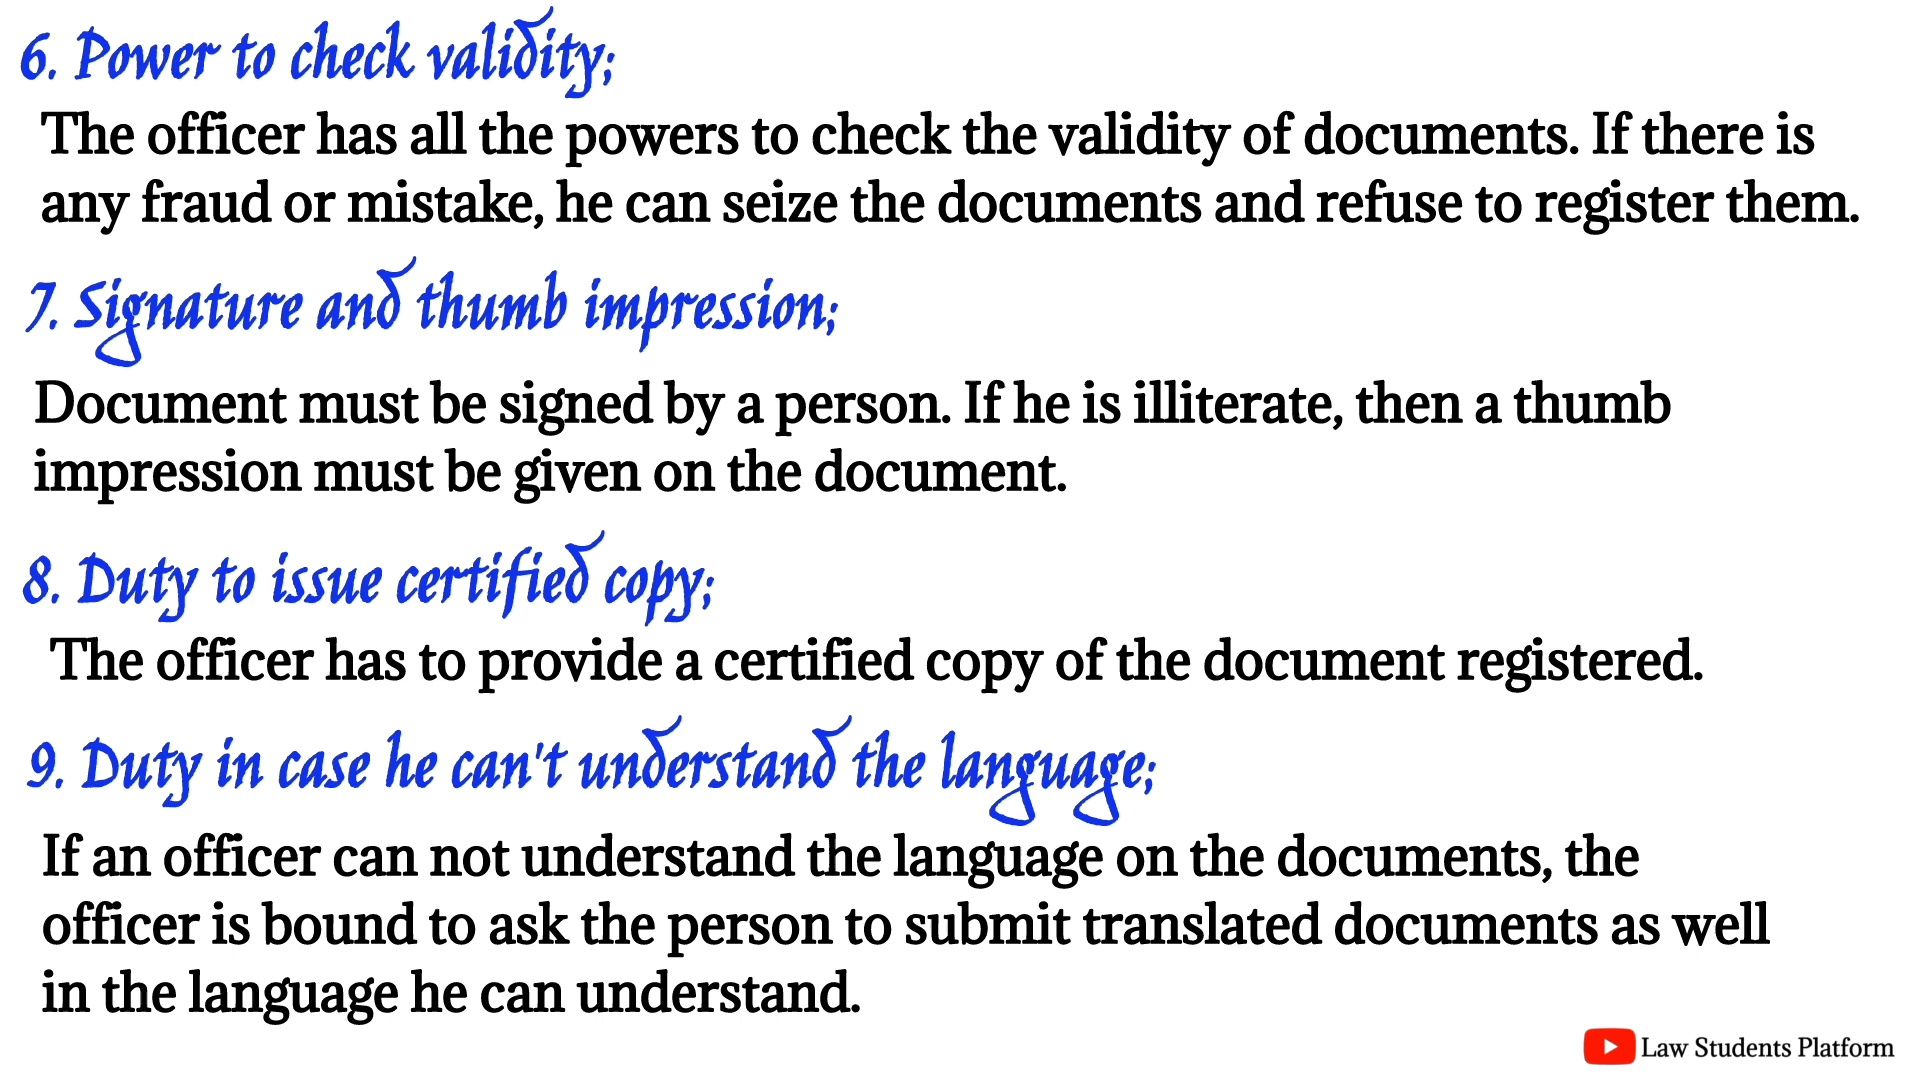 6. Power to check validity;
The officer has all the powers to check the validity of documents. If there is
any fraud or mistake, he can seize the documents and refuse to register them.
7. Signature and thumb impression;
Document must be signed by a person. If he is illiterate, then a thumb
impression must be given on the document.
8. Duty to issue certified copy;
The officer has to provide a certified copy of the document registered.
9. Duty in case he can't understand the language;
If an officer can not understand the language on the documents, the
officer is bound to ask the person to submit translated documents as well
in the language he can understand.
Law Students Platform